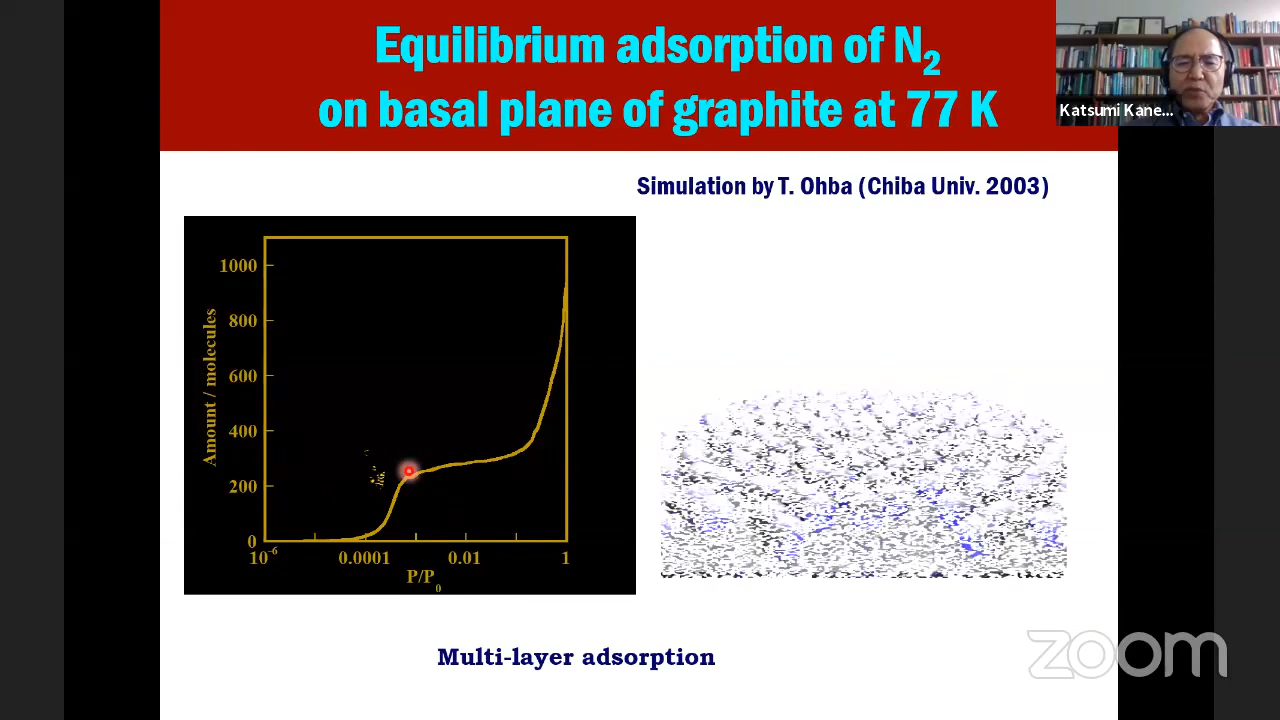 Equilibrium adsorption of N2
on basal plane of graphite at 77 K
Katsumi Kane...
Simulation by T. Ohba (Chiba Univ. 2003)
1000
800
600
400
200
0
Amount / molecules
10-6
0.0001
0.01
1
P/P0
Multi-layer adsorption
zoom